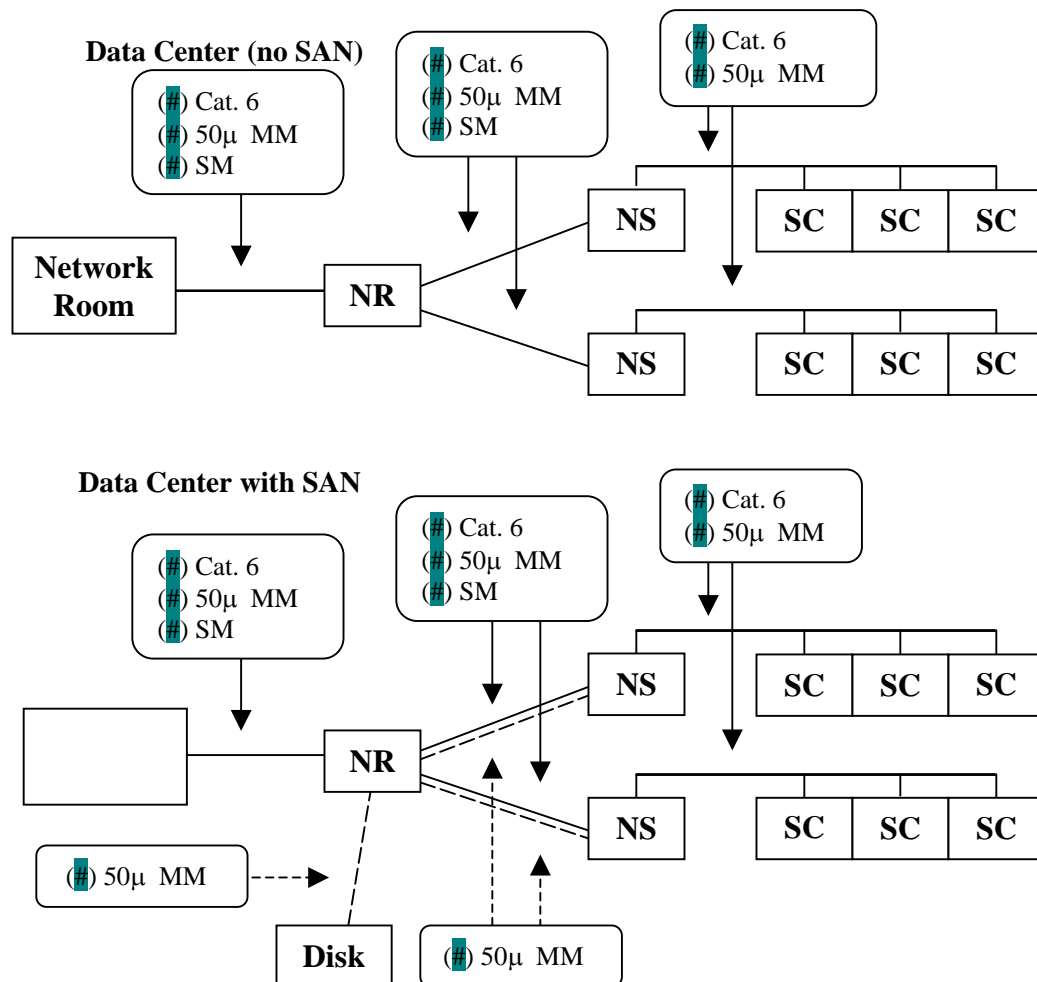 Data Center (no SAN)
(#) Cat. 6
(#) 50μ MM
(#) SM
(#) Cat. 6
(#) 50μ MM
(#) SM
(#) Cat. 6
(#) 50μ MM
Network
Room
NR
NS
SC SC SC
NS
SC SC SC
Data Center with SAN
(#) Cat. 6
(#) 50μ MM
(#) SM
(#) Cat. 6
(#) 50μ MM
(#) SM
(#) Cat. 6
(#) 50μ MM
NR
NS
SC SC SC
NS
SC SC SC
(#) 50μ MM
Disk
(#) 50μ MM